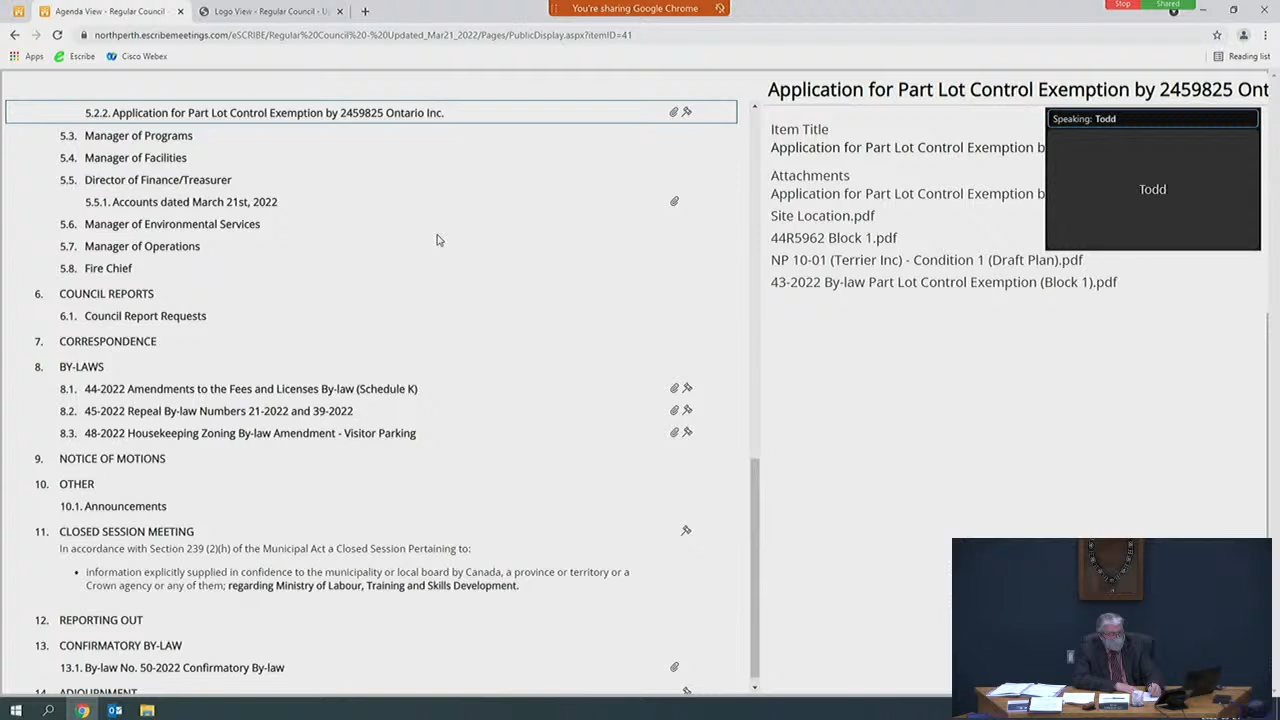 Agenda View - Regular Council
Logo View - Regular Council - U
You're sharing Google Chrome
Stop
Shared
northperth.escribemeetings.com/eSCRIBE/Regular%20Council%20-%20Updated_Mar21_2022/Pages/PublicDisplay.aspx?itemID=41
Apps
Escribe
Cisco Webex
Reading list
5.2.2. Application for Part Lot Control Exemption by 2459825 Ontario Inc.
5.3. Manager of Programs
5.4. Manager of Facilities
5.5. Director of Finance/Treasurer
5.5.1. Accounts dated March 21st, 2022
5.6. Manager of Environmental Services
5.7. Manager of Operations
5.8. Fire Chief
6. COUNCIL REPORTS
6.1. Council Report Requests
7. CORRESPONDENCE
8. BY-LAWS
8.1. 44-2022 Amendments to the Fees and Licenses By-law (Schedule K)
8.2. 45-2022 Repeal By-law Numbers 21-2022 and 39-2022
8.3. 48-2022 Housekeeping Zoning By-law Amendment - Visitor Parking
9. NOTICE OF MOTIONS
10. OTHER
10.1. Announcements
11. CLOSED SESSION MEETING
In accordance with Section 239 (2)(h) of the Municipal Act a Closed Session Pertaining to:
• information explicitly supplied in confidence to the municipality or local board by Canada, a province or territory or a
Crown agency or any of them; regarding Ministry of Labour, Training and Skills Development.
12. REPORTING OUT
13. CONFIRMATORY BY-LAW
13.1. By-law No. 50-2022 Confirmatory By-law
14. ADJOURNMENT
Application for Part Lot Control Exemption by 2459825 Ont
Item Title
Application for Part Lot Control Exemption b
Attachments
Application for Part Lot Control Exemption b
Site Location.pdf
44R5962 Block 1.pdf
NP 10-01 (Terrier Inc) - Condition 1 (Draft Plan).pdf
43-2022 By-law Part Lot Control Exemption (Block 1).pdf
Speaking: Todd
Todd